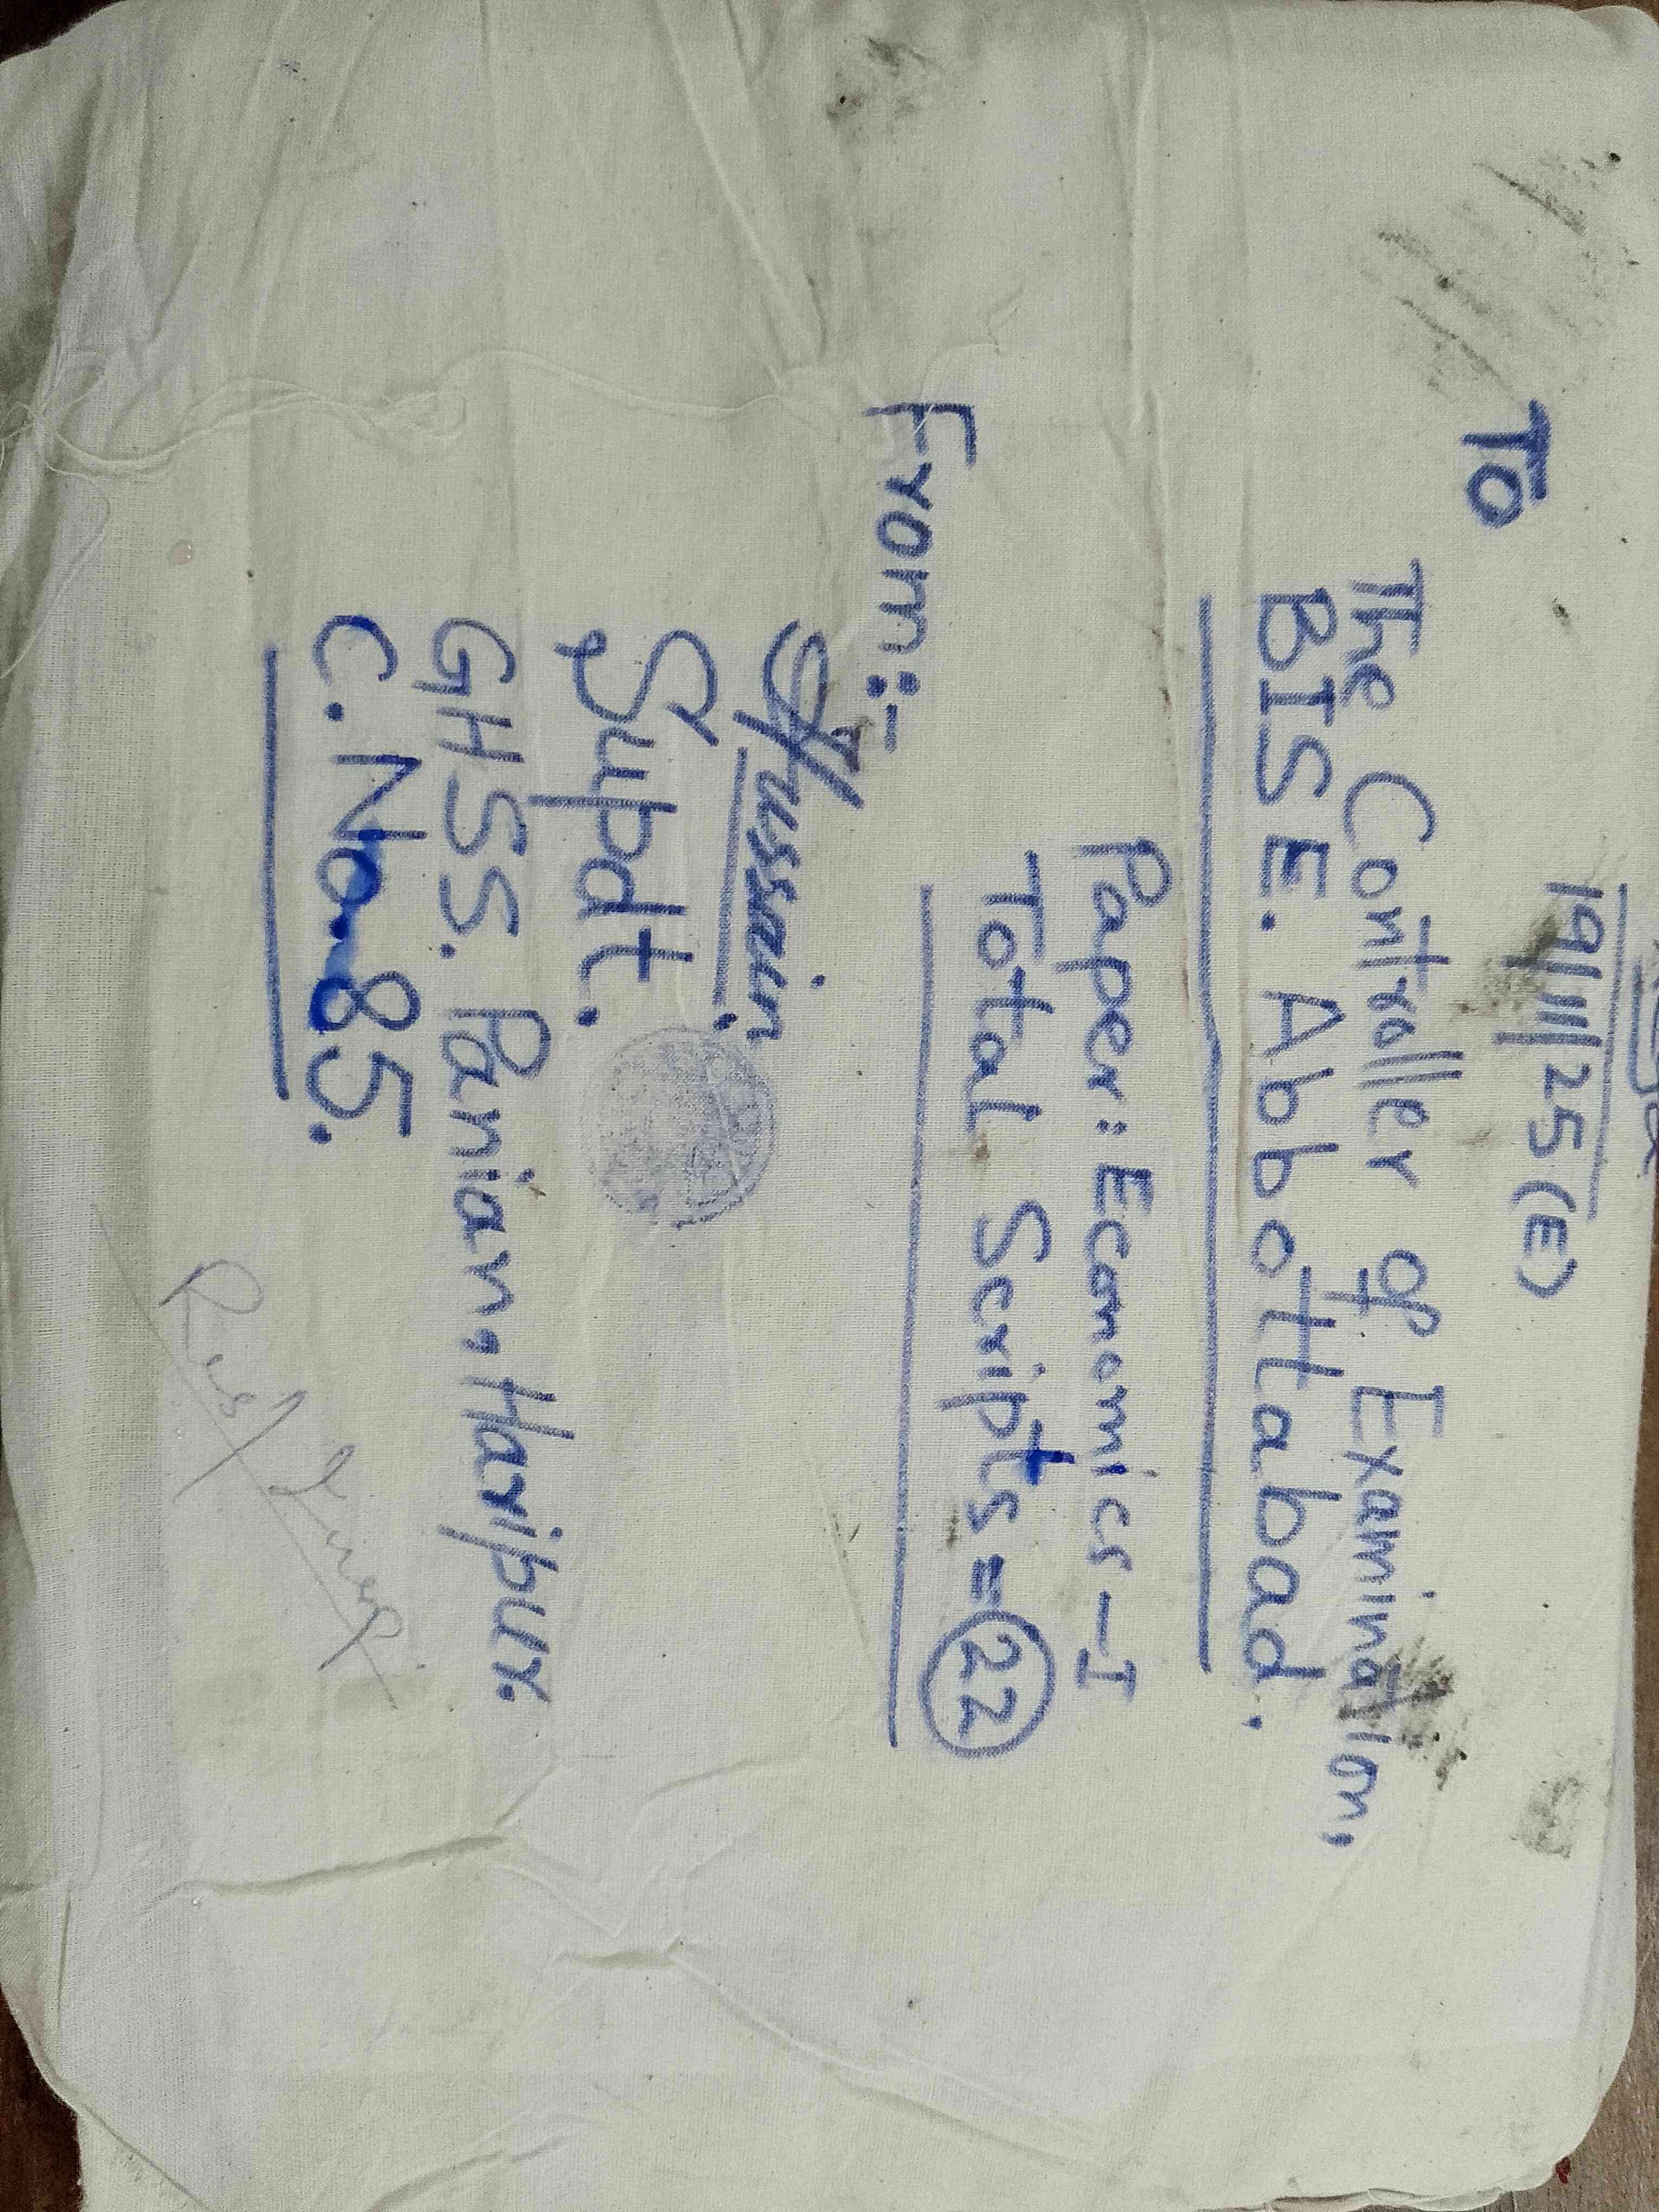 19/11/25 (E)
To
The Controller of Examination,
BISE. Abbottabad.
Paper: Economics-I
Total Scripts = 22
From:-
Hussain
Supdt.
GHSS. Panian. Haripur.
C. No. 85.